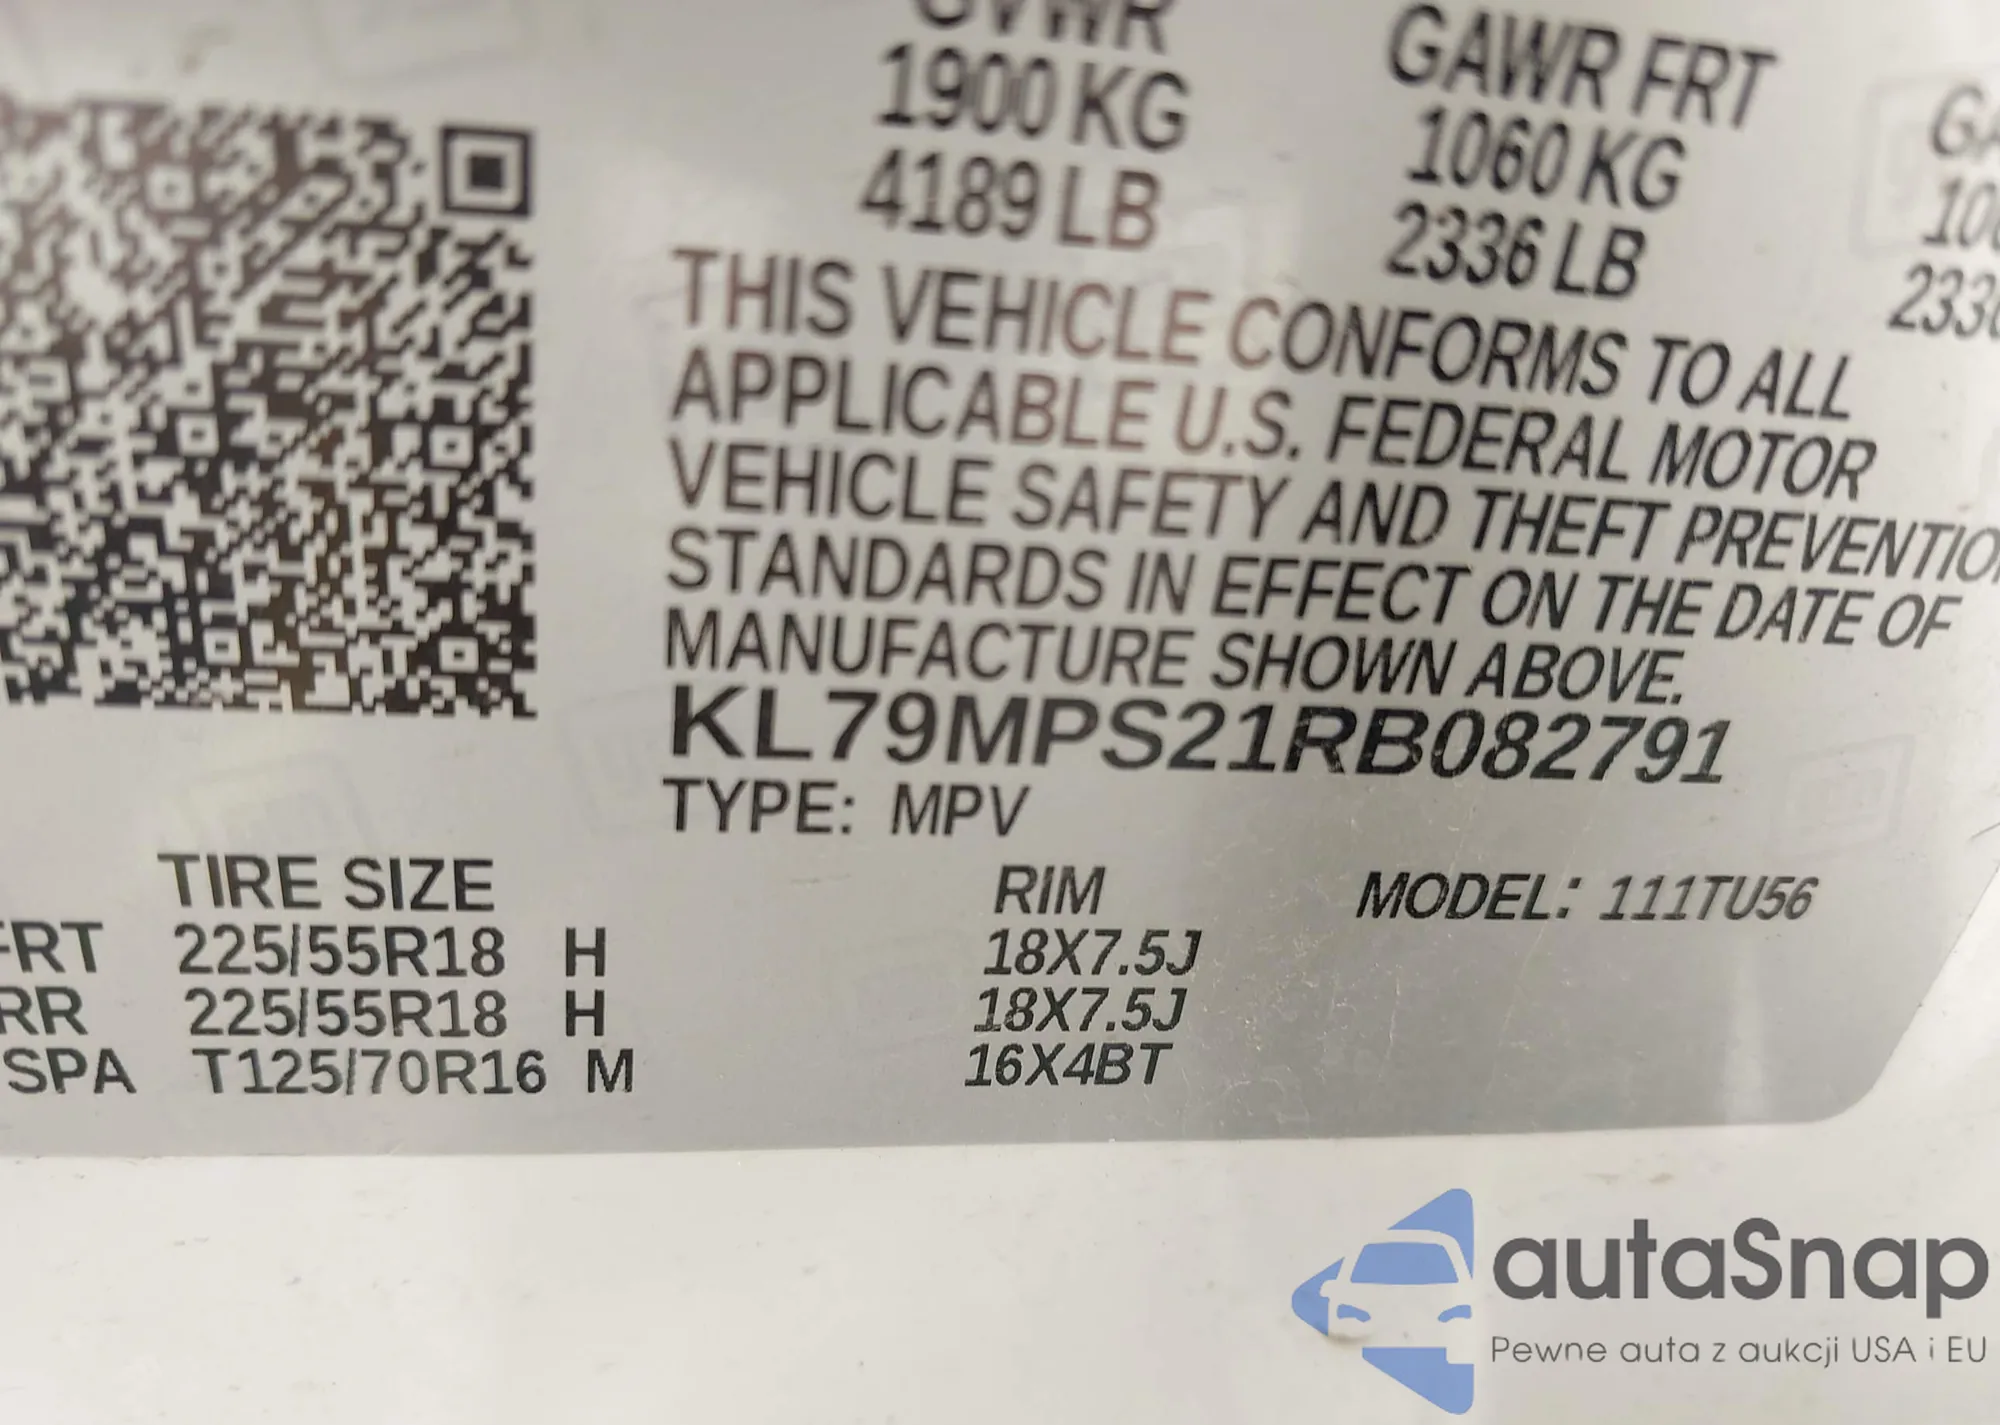 GVWR
1900 KG
4189 LB
GAWR FRT
1060 KG
2336 LB
THIS VEHICLE CONFORMS TO ALL
APPLICABLE U.S. FEDERAL MOTOR
VEHICLE SAFETY AND THEFT PREVENTION
STANDARDS IN EFFECT ON THE DATE OF
MANUFACTURE SHOWN ABOVE.
KL79MPS21RB082791
TYPE: MPV
TIRE SIZE RIM MODEL: 111TU56
FRT 225/55R18 H 18X7.5J
RR 225/55R18 H 18X7.5J
SPA T125/70R16 M 16X4BT
autaSnap
Pewne auta z aukcji USA i EU